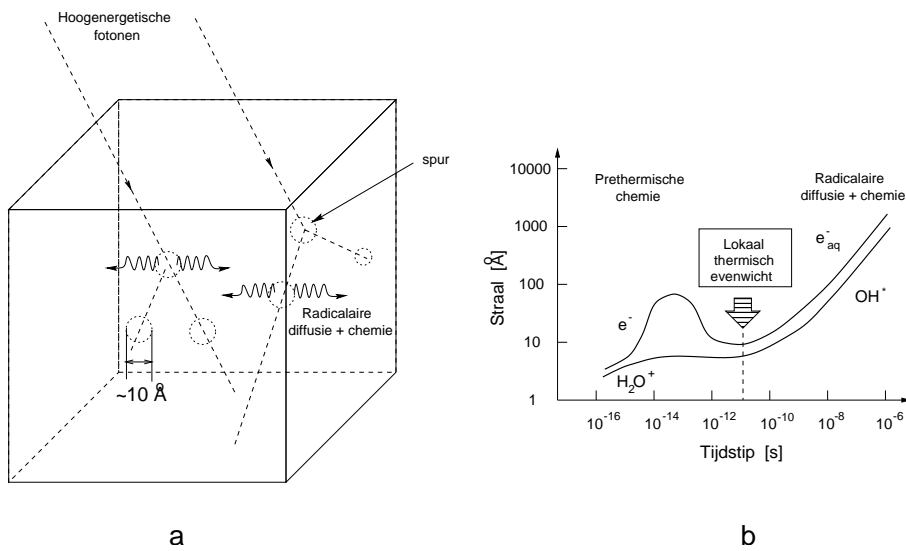 Hoogenergetische
fotonen
spur
Radicalaire
diffusie + chemie
~10 Å
a
Straal [Å]
10000
1000
100
10
1
Prethermische
chemie
Radicalaire
diffusie + chemie
Lokaal
thermisch
evenwicht
e⁻
H₂O⁺
e⁻aq
OH*
10⁻¹⁶
10⁻¹⁴
10⁻¹²
10⁻¹⁰
10⁻⁸
10⁻⁶
Tijdstip [s]
b